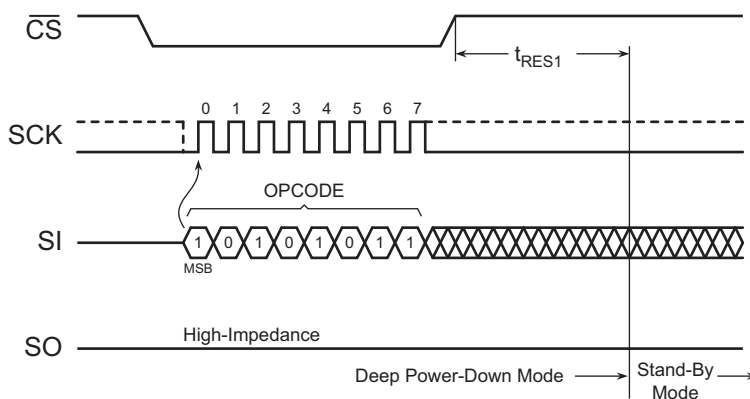 CS
tRES1
0 1 2 3 4 5 6 7
SCK
OPCODE
SI
1 0 1 0 1 0 1 1
MSB
High-Impedance
SO
Deep Power-Down Mode
Stand-By
Mode